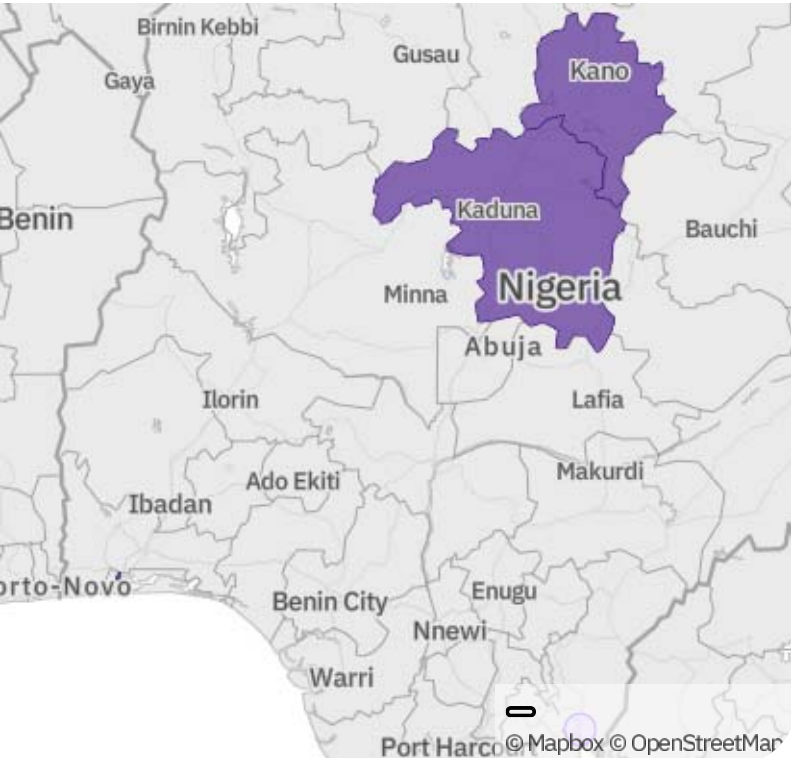 Birnin Kebbi
Gusau
Kano
Gaya
Kaduna
Benin
Bauchi
Minna
Nigeria
Abuja
Ilorin
Lafia
Makurdi
Ado Ekiti
Ibadan
orto-Novo
Enugu
Benin City
Nnewi
Warri
Port Harcourt
© Mapbox © OpenStreetMap